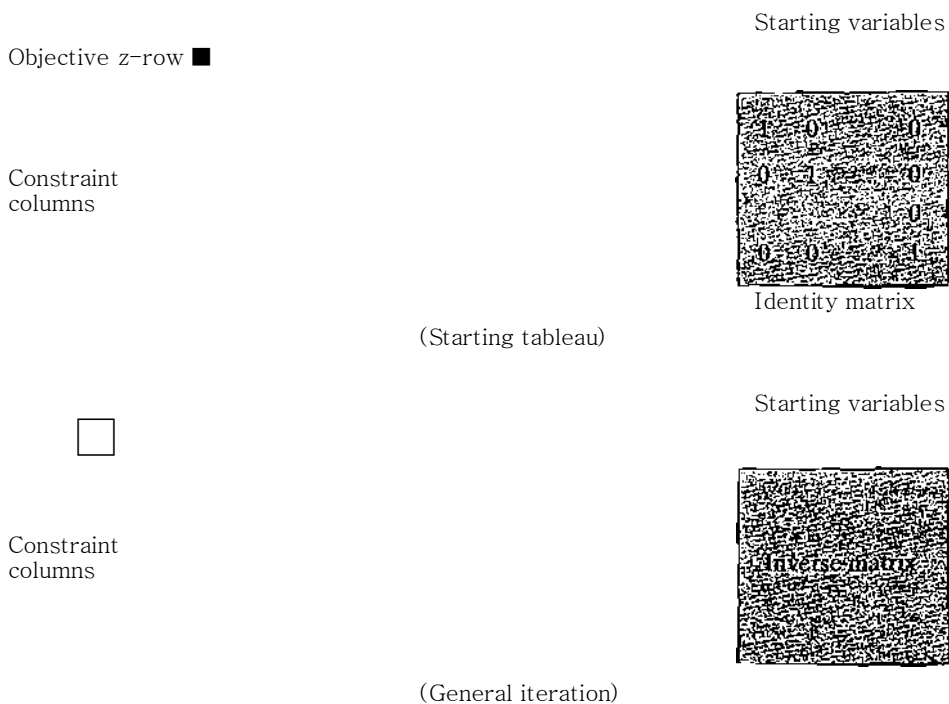 Starting variables
Objective z-row ■
1 0 0
Constraint
columns
0 1 0
0
0 0 1
Identity matrix
(Starting tableau)
Starting variables
Constraint
columns
Inverse matrix
(General iteration)